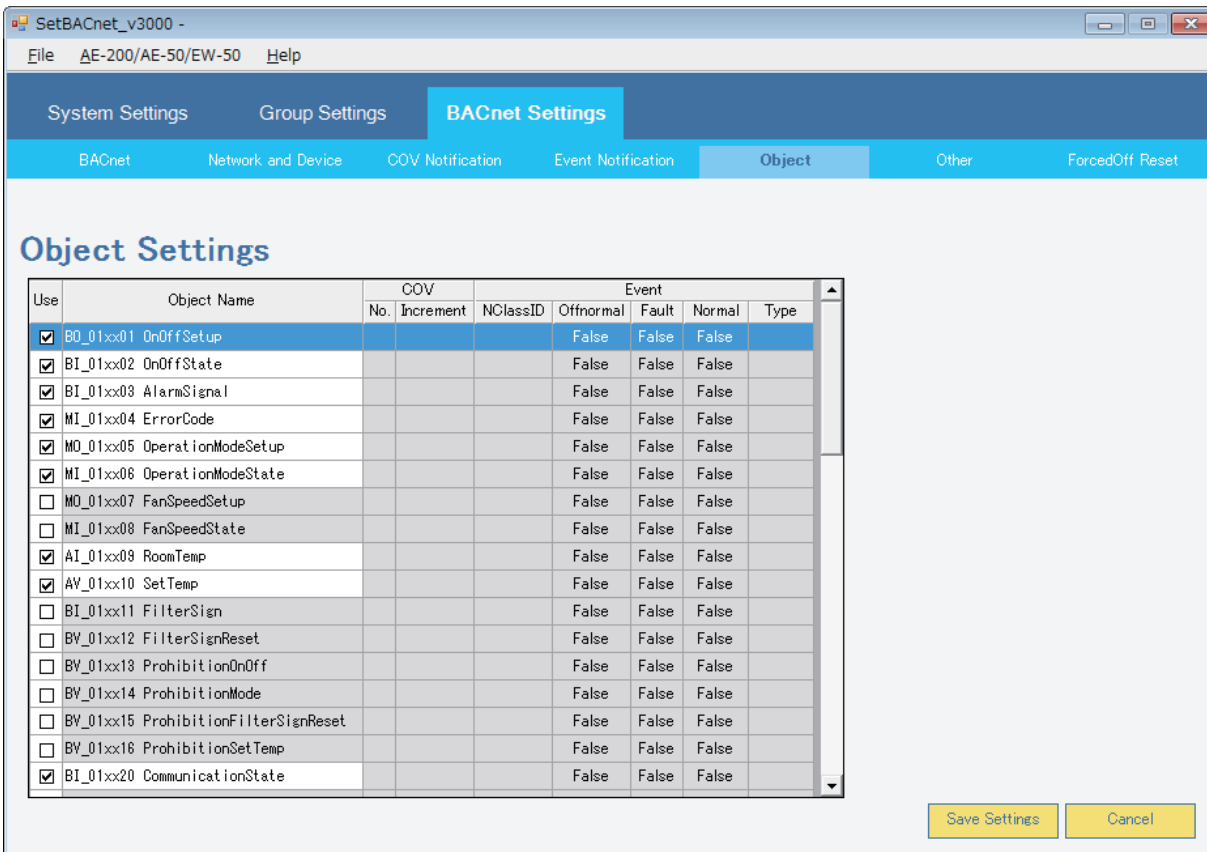 SetBACnet_v3000 -
File AE-200/AE-50/EW-50 Help
System Settings Group Settings BACnet Settings
BACnet Network and Device COV Notification Event Notification Object Other ForcedOff Reset
Object Settings
Use Object Name COV Event
No. Increment NClassID Offnormal Fault Normal Type
BO_01xx01 OnOffSetup False False False
BI_01xx02 OnOffState False False False
BI_01xx03 AlarmSignal False False False
MI_01xx04 ErrorCode False False False
MO_01xx05 OperationModeSetup False False False
MI_01xx06 OperationModeState False False False
MO_01xx07 FanSpeedSetup False False False
MI_01xx08 FanSpeedState False False False
AI_01xx09 RoomTemp False False False
AV_01xx10 SetTemp False False False
BI_01xx11 FilterSign False False False
BV_01xx12 FilterSignReset False False False
BV_01xx13 ProhibitionOnOff False False False
BV_01xx14 ProhibitionMode False False False
BV_01xx15 ProhibitionFilterSignReset False False False
BV_01xx16 ProhibitionSetTemp False False False
BI_01xx20 CommunicationState False False False
Save Settings Cancel